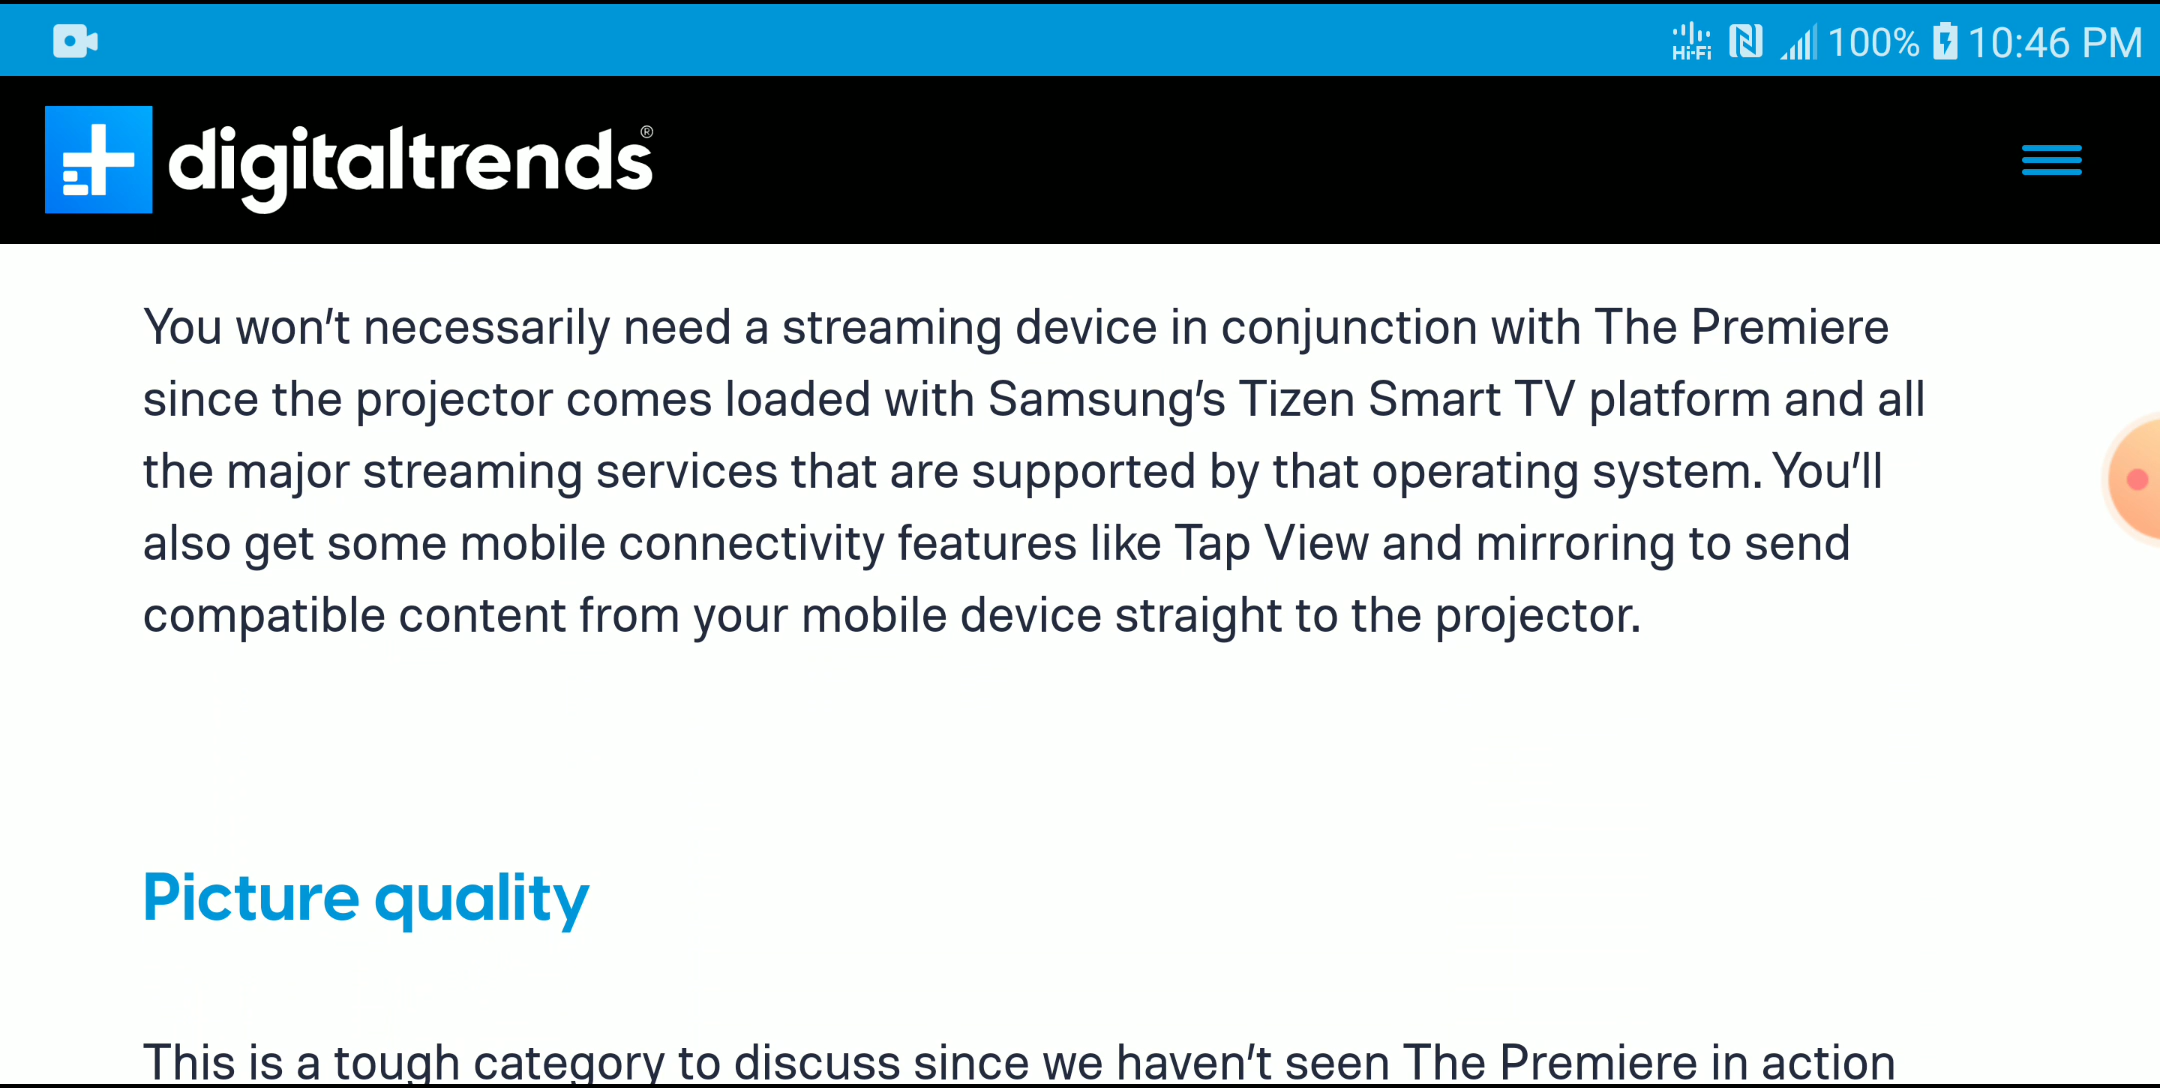 Hi-Fi 100% 10:46 PM
digitaltrends®
You won’t necessarily need a streaming device in conjunction with The Premiere
since the projector comes loaded with Samsung’s Tizen Smart TV platform and all
the major streaming services that are supported by that operating system. You’ll
also get some mobile connectivity features like Tap View and mirroring to send
compatible content from your mobile device straight to the projector.
Picture quality
This is a tough category to discuss since we haven’t seen The Premiere in action